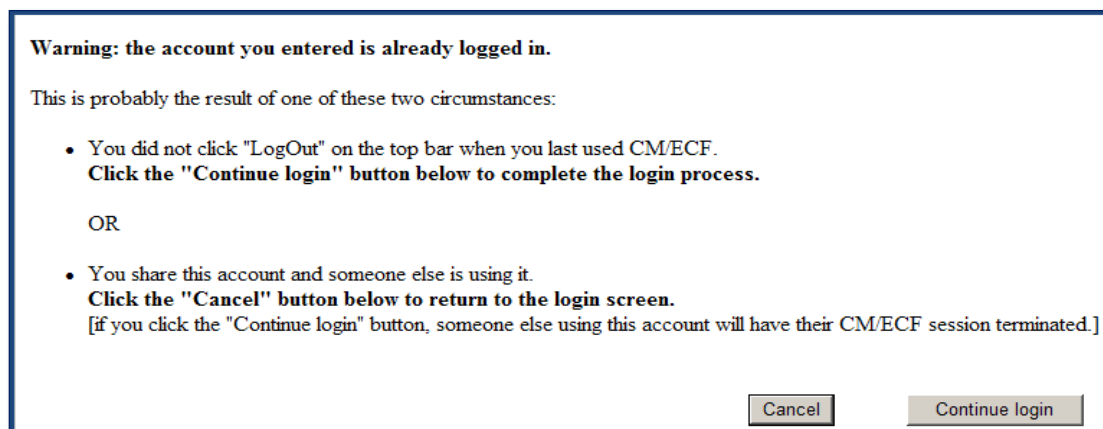 Warning: the account you entered is already logged in.
This is probably the result of one of these two circumstances:
• You did not click "LogOut" on the top bar when you last used CM/ECF.
Click the "Continue login" button below to complete the login process.
OR
• You share this account and someone else is using it.
Click the "Cancel" button below to return to the login screen.
[if you click the "Continue login" button, someone else using this account will have their CM/ECF session terminated.]
Cancel Continue login